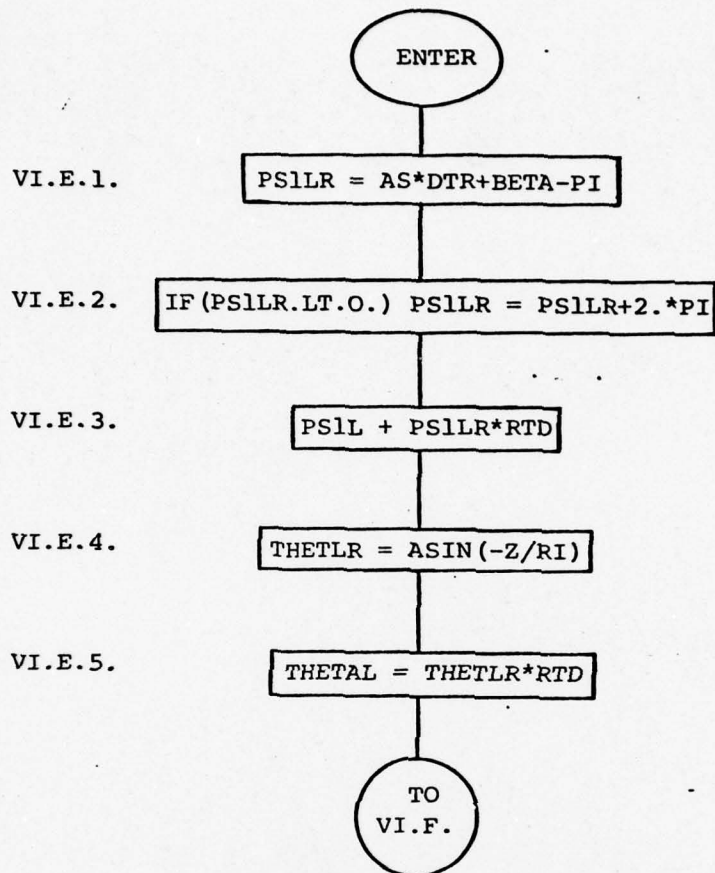 ENTER
VI.E.1. PS1LR = AS*DTR+BETA-PI
VI.E.2. IF(PS1LR.LT.O.) PS1LR = PS1LR+2.*PI
VI.E.3. PS1L + PS1LR*RTD
VI.E.4. THETLR = ASIN(-Z/RI)
VI.E.5. THETAL = THETLR*RTD
TO
VI.F.